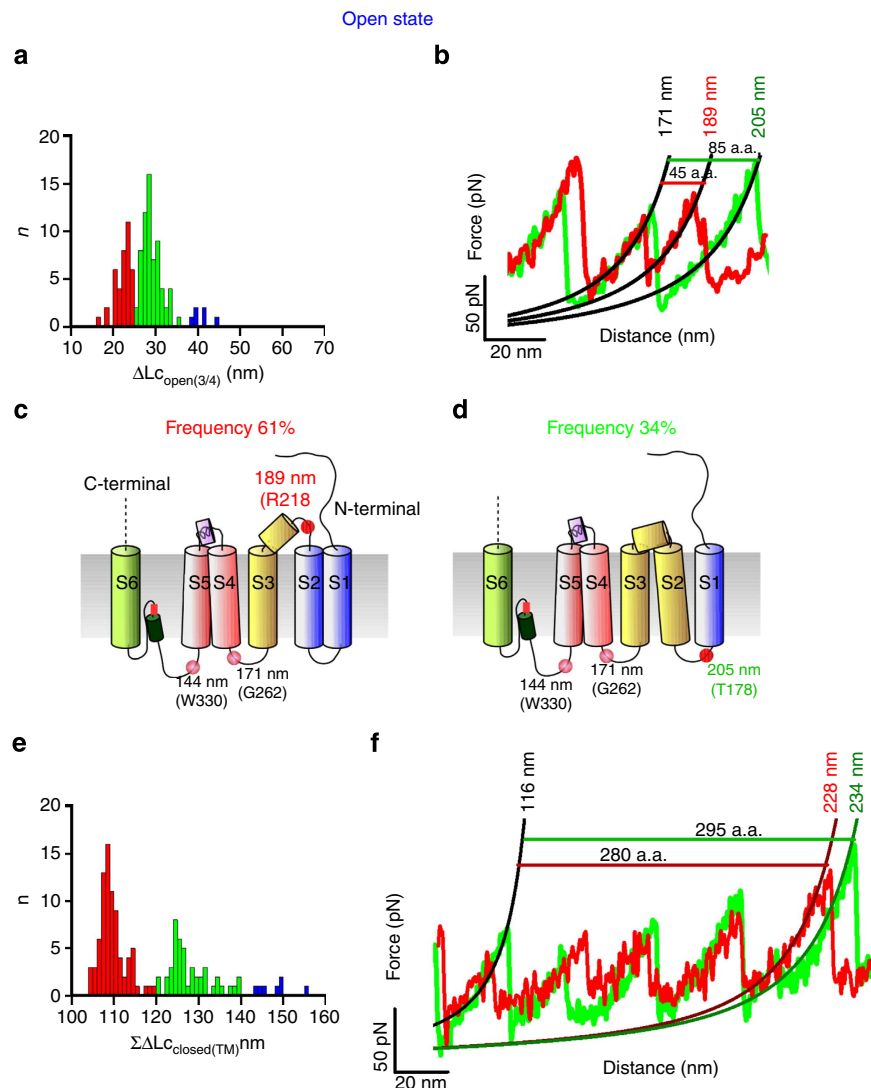 Open state
a
20
15
n
10
5
0
10 20 30 40 50 60 70
ΔLc open(3/4) (nm)
b
171 nm
189 nm
205 nm
85 a.a.
45 a.a.
Force (pN)
50 pN
20 nm
Distance (nm)
c
Frequency 61%
189 nm
(R218
C-terminal
N-terminal
S6 S5 S4 S3 S2 S1
144 nm
(W330)
171 nm
(G262)
d
Frequency 34%
S6 S5 S4 S3 S2 S1
144 nm
(W330)
171 nm
(G262)
205 nm
(T178)
e
20
15
n
10
5
0
100 110 120 130 140 150 160
ΣΔLc closed(TM) nm
f
116 nm
228 nm
234 nm
295 a.a.
280 a.a.
Force (pN)
50 pN
20 nm
Distance (nm)